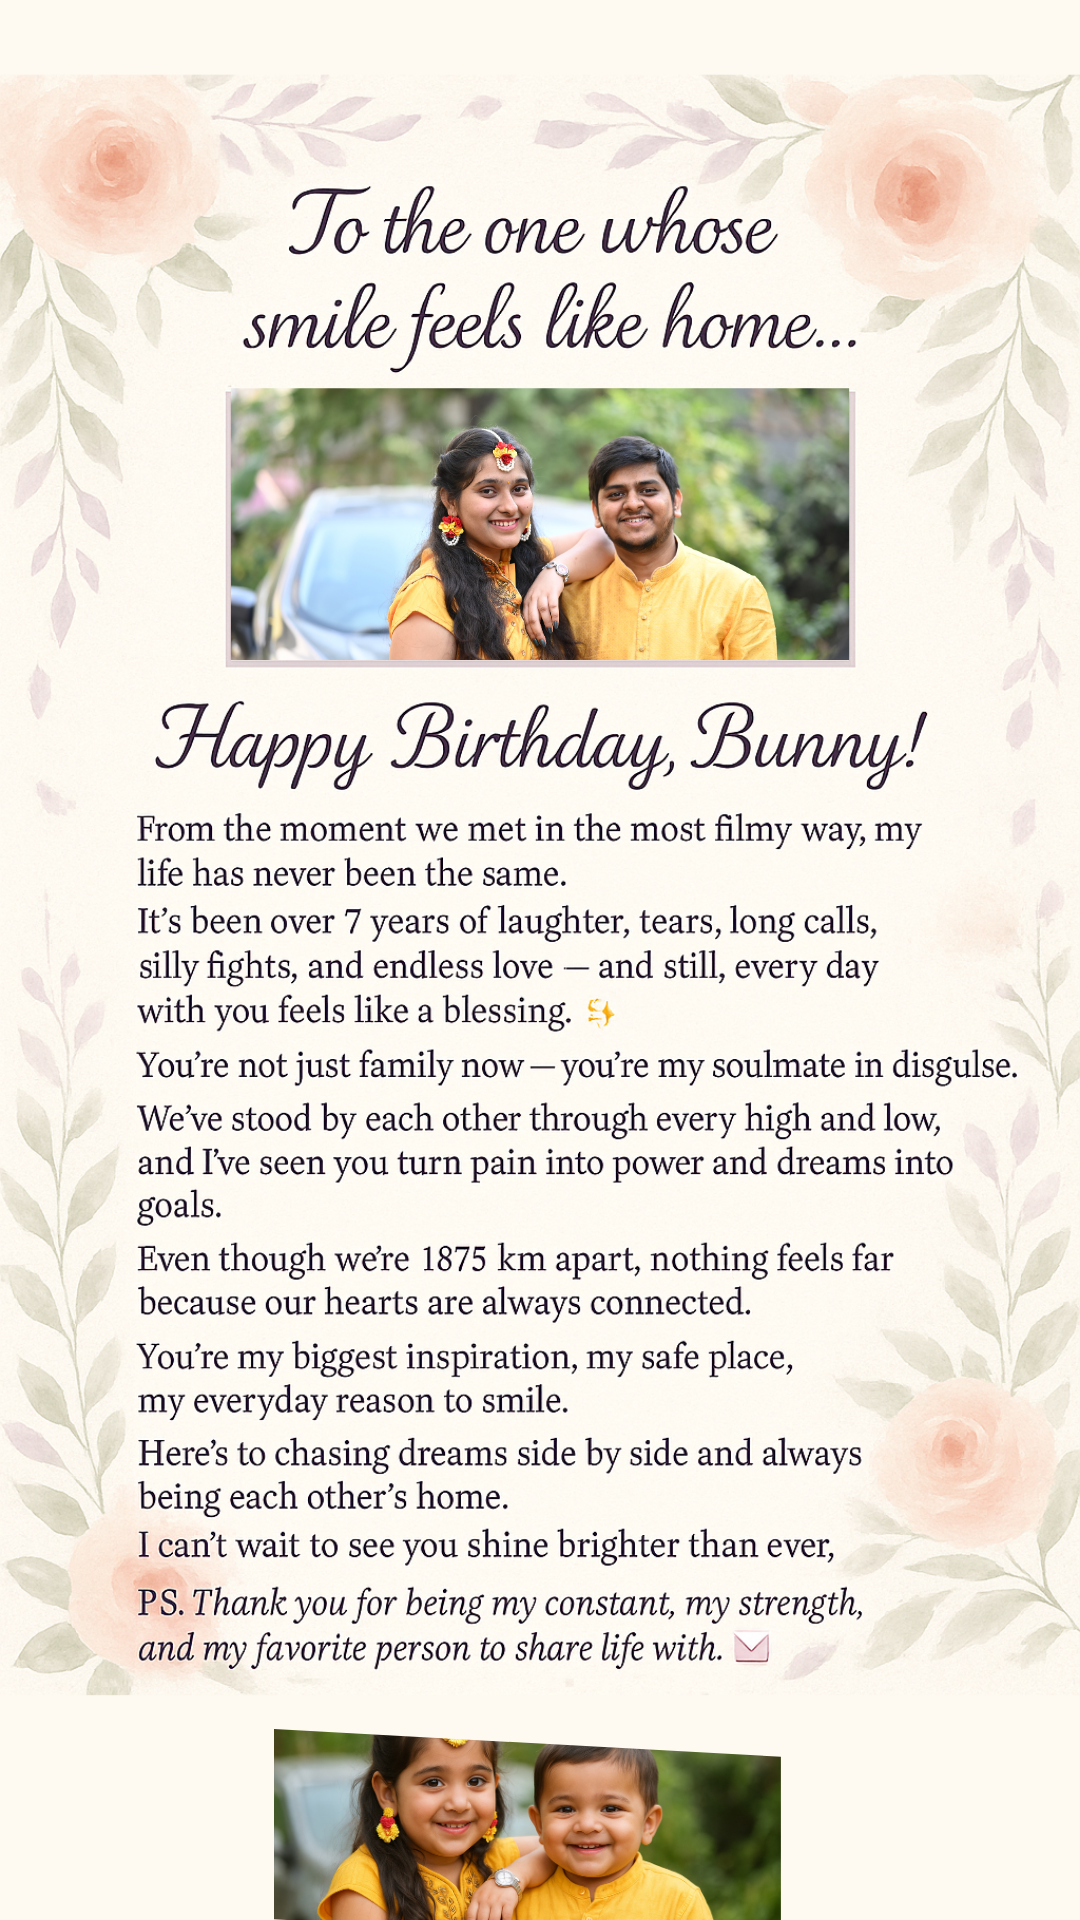 To the one whose
smile feels like home...
Happy Birthday, Bunny!
From the moment we met in the most filmy way, my
life has never been the same.
It’s been over 7 years of laughter, tears, long calls,
silly fights, and endless love — and still, every day
with you feels like a blessing. ✨
You’re not just family now — you’re my soulmate in disgulse.
We’ve stood by each other through every high and low,
and I’ve seen you turn pain into power and dreams into
goals.
Even though we’re 1875 km apart, nothing feels far
because our hearts are always connected.
You’re my biggest inspiration, my safe place,
my everyday reason to smile.
Here’s to chasing dreams side by side and always
being each other’s home.
I can’t wait to see you shine brighter than ever,
PS. Thank you for being my constant, my strength,
and my favorite person to share life with. ✉